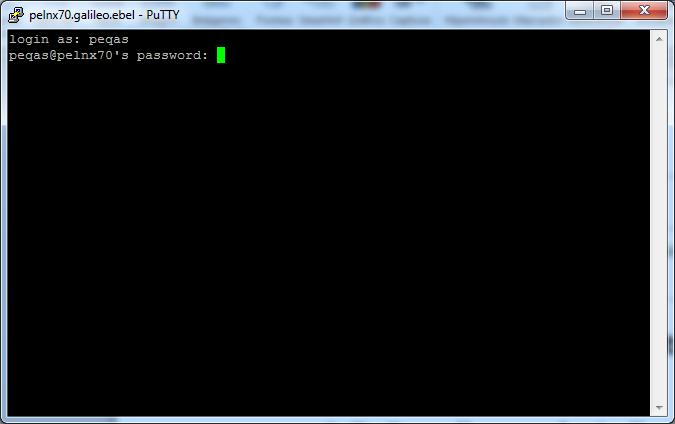 pelnx70.galileo.ebel - PuTTY
login as: peqas
peqas@pelnx70's password: